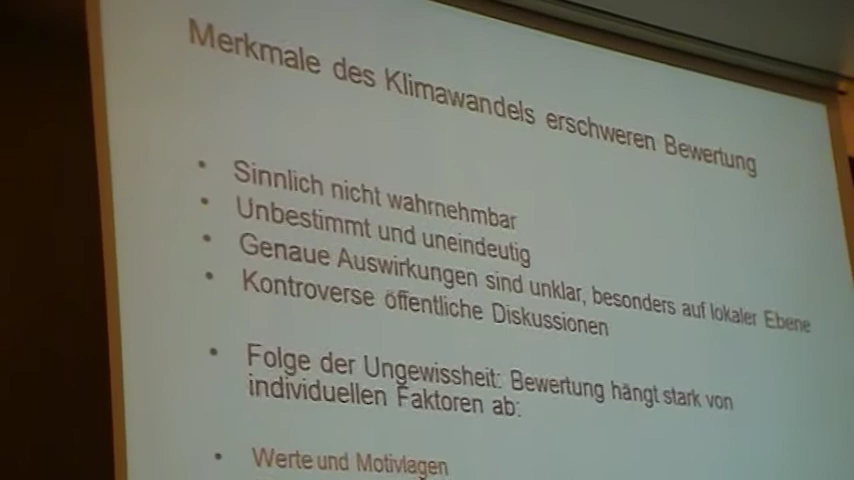 Merkmale des Klimawandels erschweren Bewertung
• Sinnlich nicht wahrnehmbar
• Unbestimmt und uneindeutig
• Genaue Auswirkungen sind unklar, besonders auf lokaler Ebene
• Kontroverse öffentliche Diskussionen
• Folge der Ungewissheit: Bewertung hängt stark von
individuellen Faktoren ab:
• Werte und Motivlagen